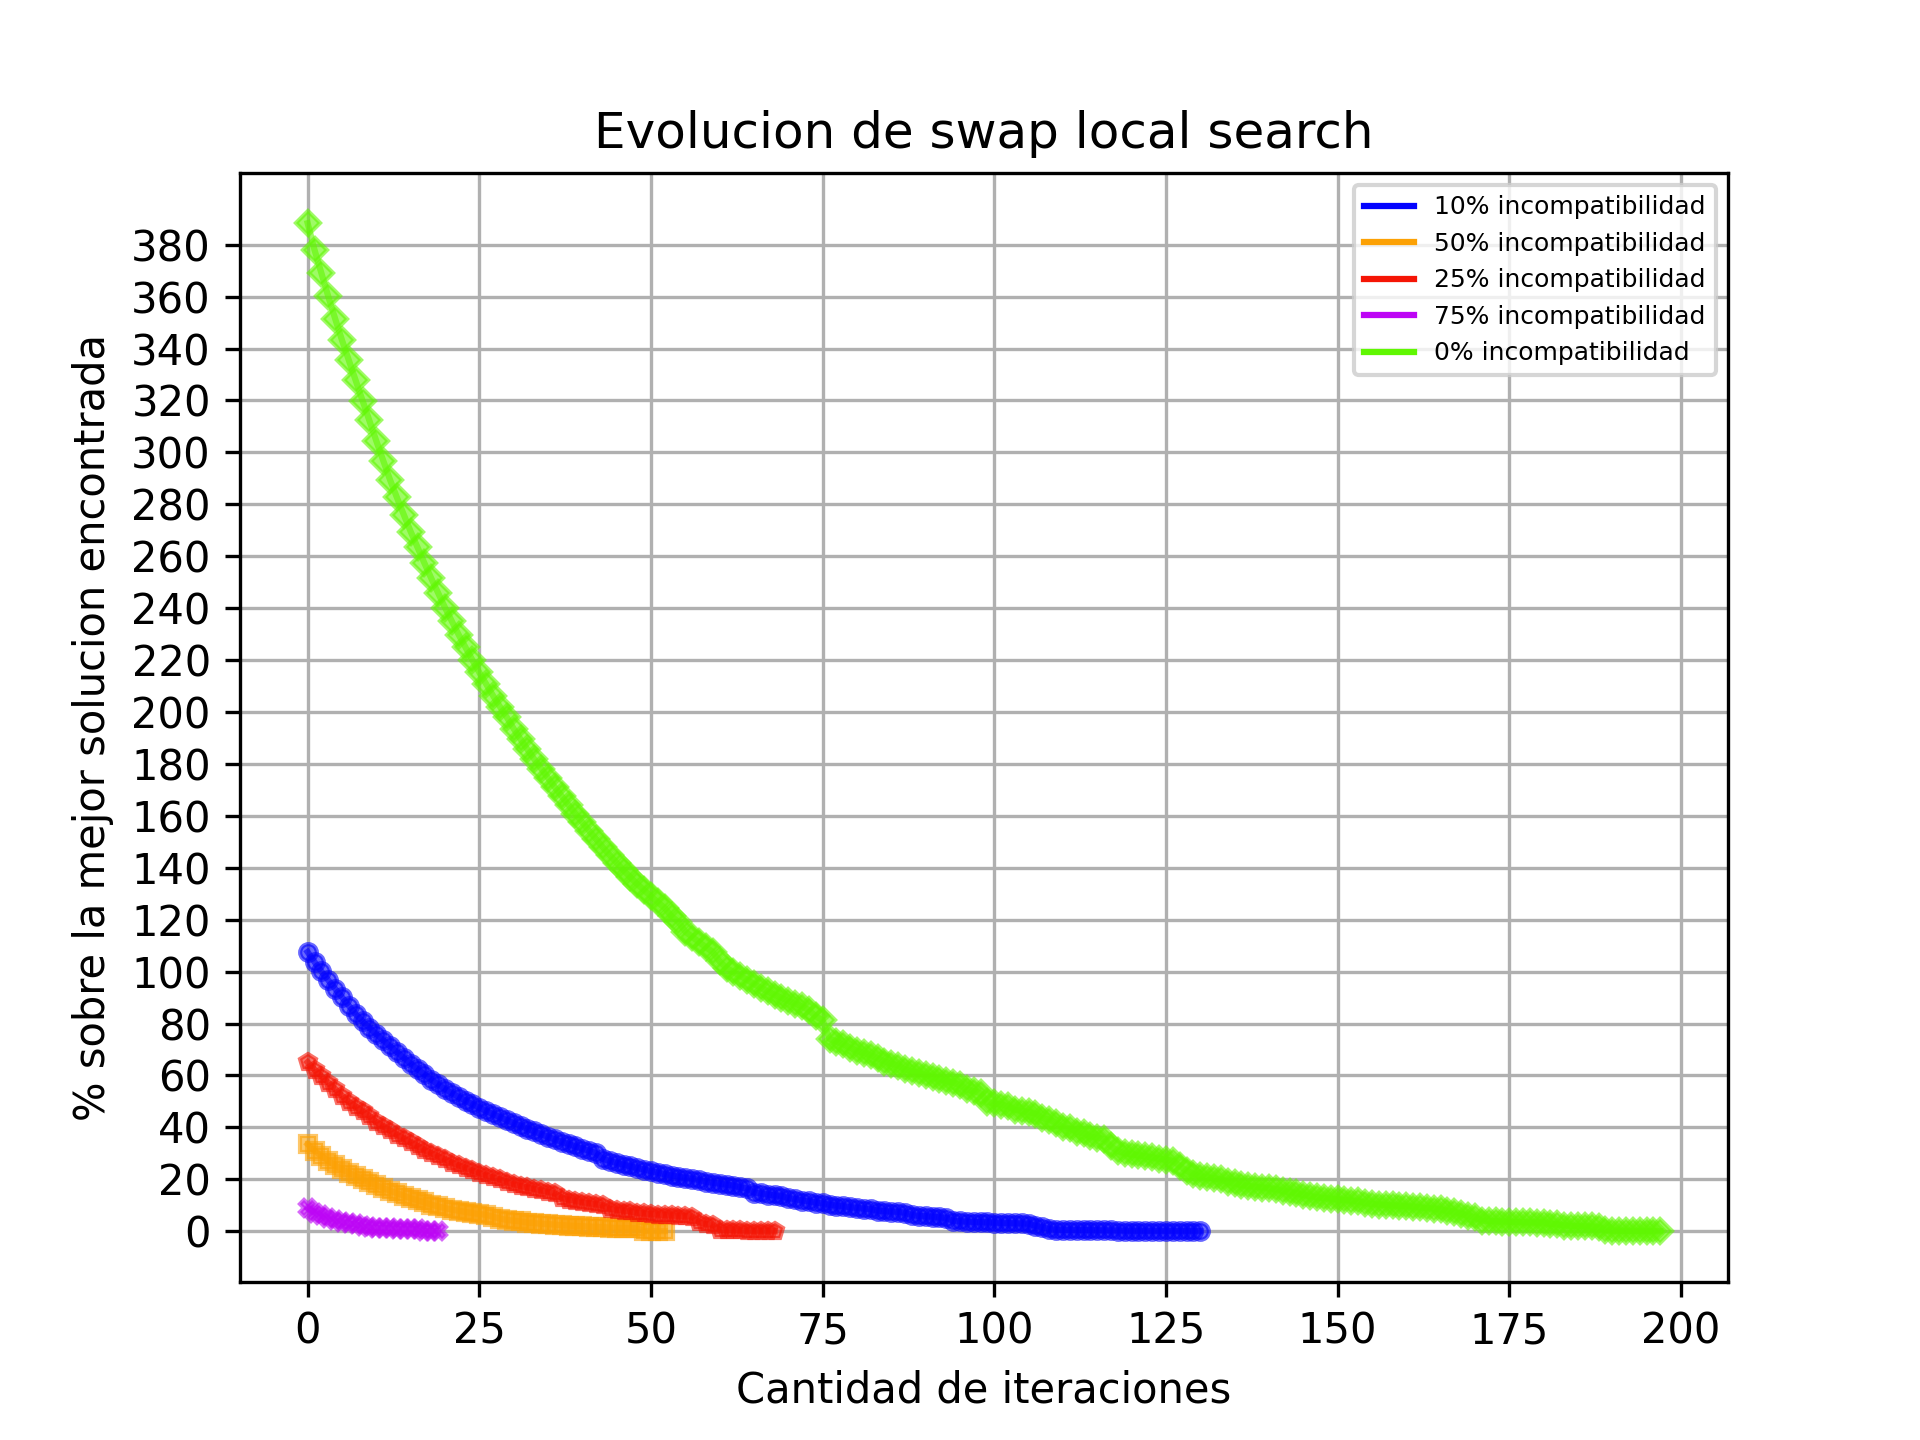 Evolucion de swap local search
10% incompatibilidad
50% incompatibilidad
25% incompatibilidad
75% incompatibilidad
0% incompatibilidad
% sobre la mejor solucion encontrada
380
360
340
320
300
280
260
240
220
200
180
160
140
120
100
80
60
40
20
0
0 25 50 75 100 125 150 175 200
Cantidad de iteraciones